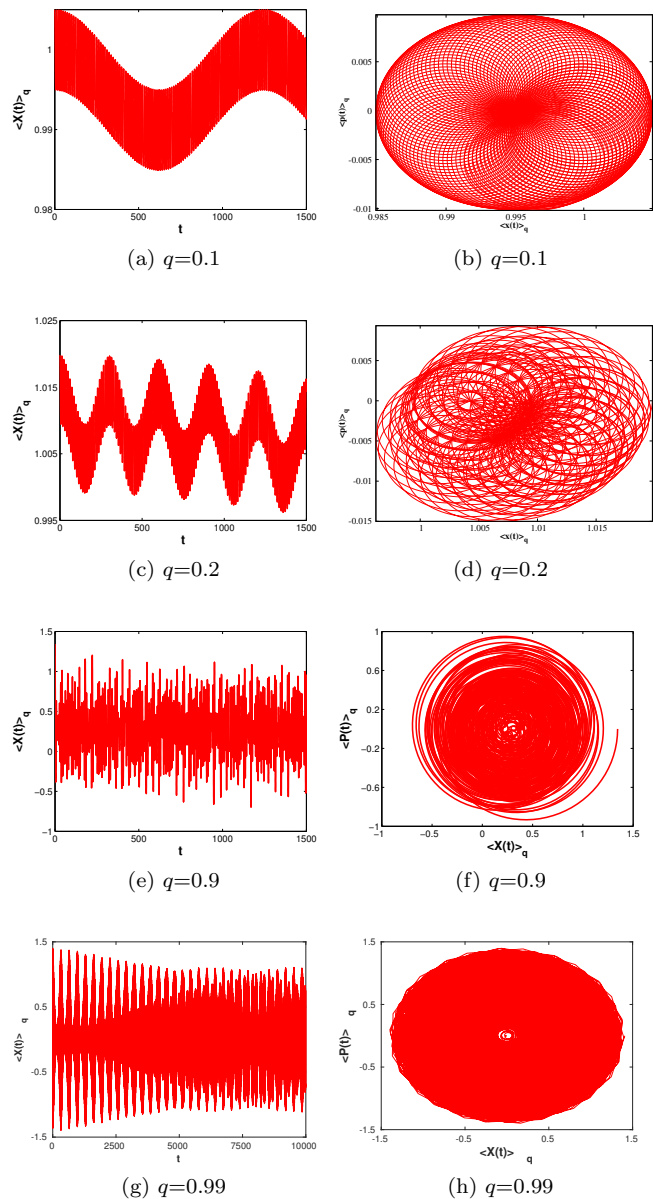 1
0.99
0.98
<X(t)>q
0 500 1000 1500
t
(a) q=0.1
0.005
0
-0.005
-0.01
<p(t)>q
0.985 0.99 0.995 1
<x(t)>q
(b) q=0.1
1.025
1.015
1.005
0.995
<X(t)>q
0 500 1000 1500
t
(c) q=0.2
0.005
0
-0.005
-0.01
-0.015
<p(t)>q
1 1.005 1.01 1.015
<x(t)>q
(d) q=0.2
1.5
1
0.5
0
−0.5
−1
<X(t)>q
0 500 1000 1500
t
(e) q=0.9
1
0.6
0.2
−0.2
−0.6
−1
<P(t)>q
−1 −0.5 0 0.5 1 1.5
<X(t)>q
(f) q=0.9
1.5
0.5
-0.5
-1.5
<X(t)> q
0 2500 5000 7500 10000
t
(g) q=0.99
1.5
0.5
-0.5
-1.5
<P(t)> q
-1.5 -0.5 0.5 1.5
<X(t)> q
(h) q=0.99